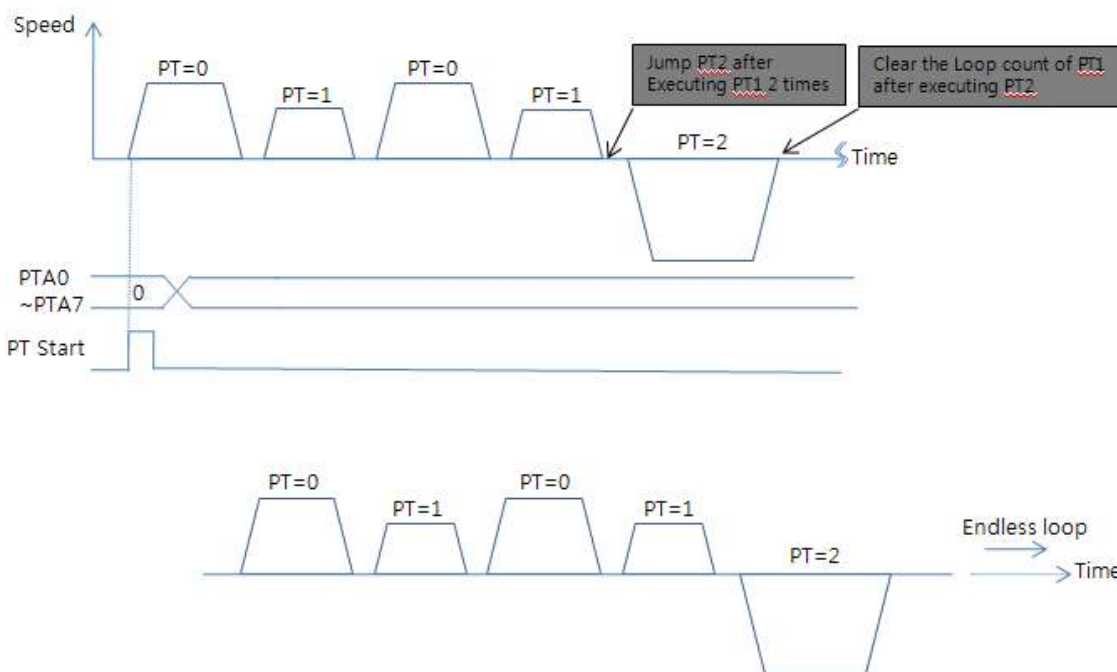 Speed
PT=0
PT=1
PT=0
PT=1
Jump PT2 after
Executing PT1 2 times
Clear the Loop count of PT1
after executing PT2
PT=2
Time
PTA0
~PTA7
0
PT Start
PT=0
PT=1
PT=0
PT=1
PT=2
Endless loop
Time